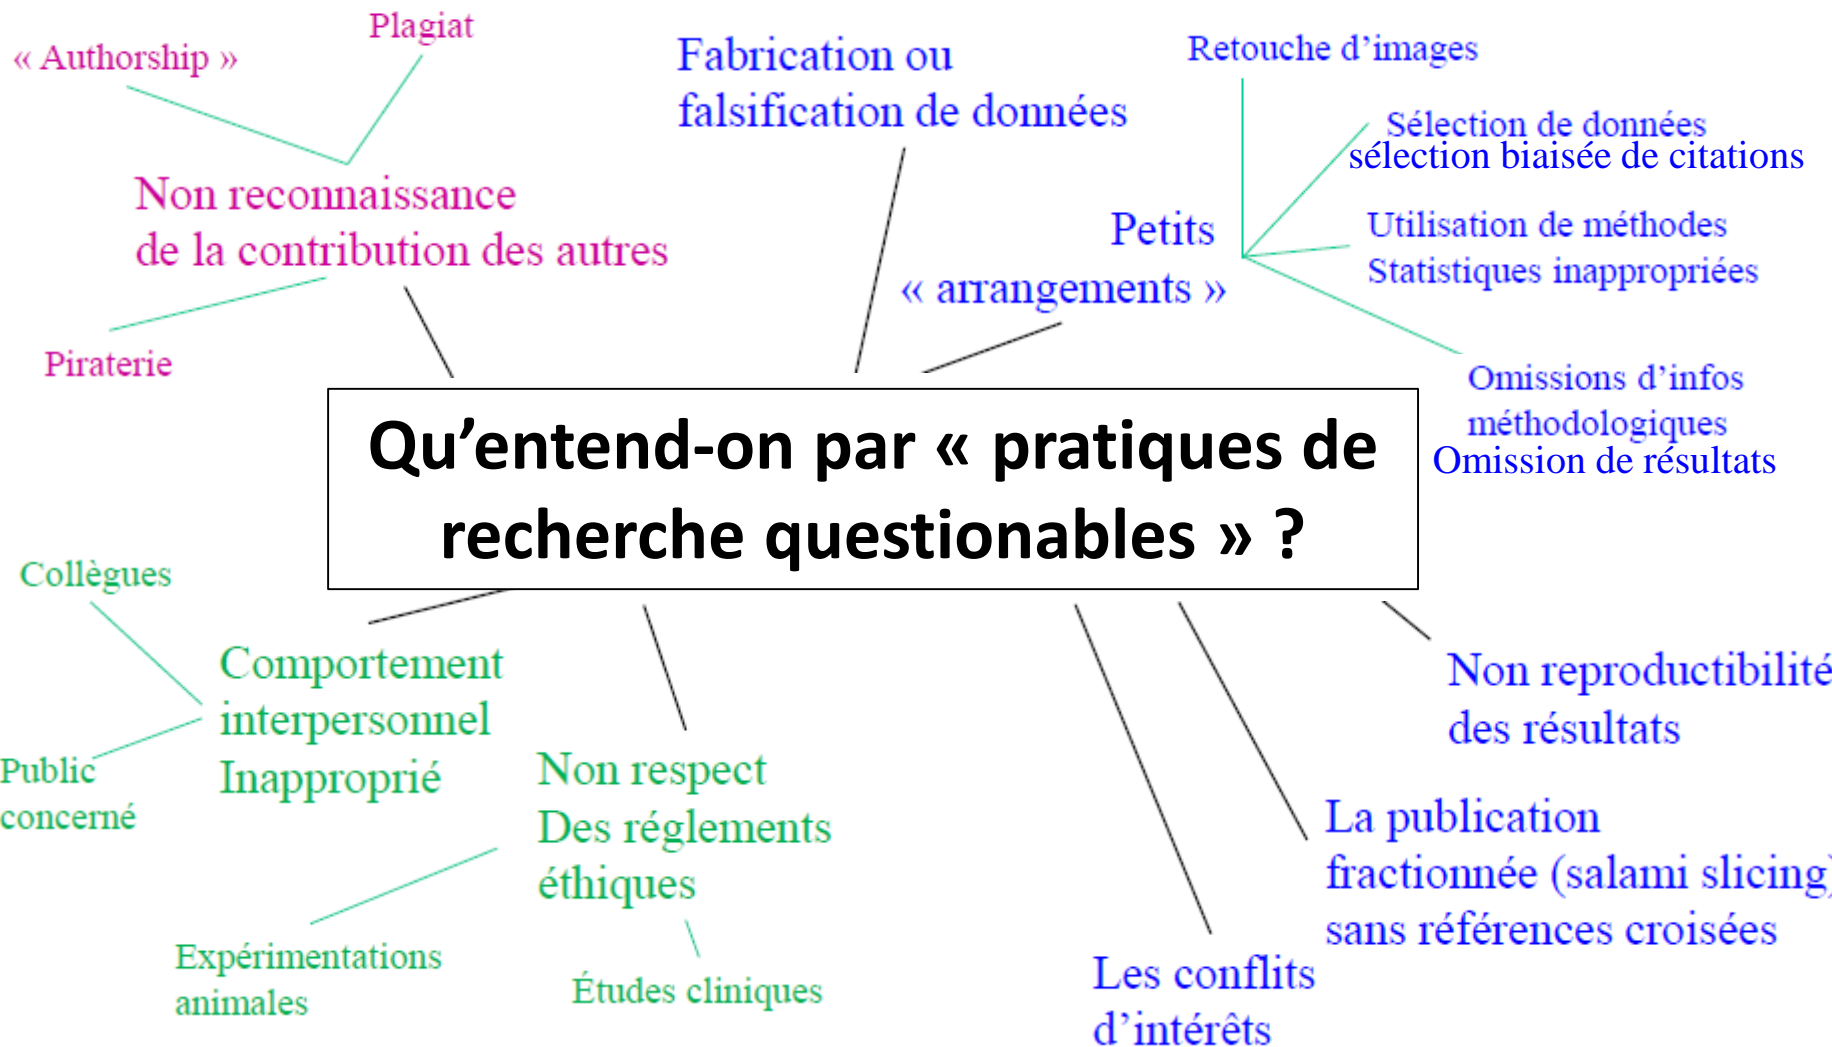 Plagiat
« Authorship »
Non reconnaissance
de la contribution des autres
Piraterie
Fabrication ou
falsification de données
Retouche d’images
Sélection de données
sélection biaisée de citations
Petits
« arrangements »
Utilisation de méthodes
Statistiques inappropriées
Omissions d’infos
méthodologiques
Omission de résultats
Qu’entend-on par « pratiques de
recherche questionables » ?
Collègues
Comportement
interpersonnel
Inapproprié
Public
concerné
Non respect
Des réglements
éthiques
Expérimentations
animales
Études cliniques
Non reproductibilité
des résultats
La publication
fractionnée (salami slicing)
sans références croisées
Les conflits
d’intérêts